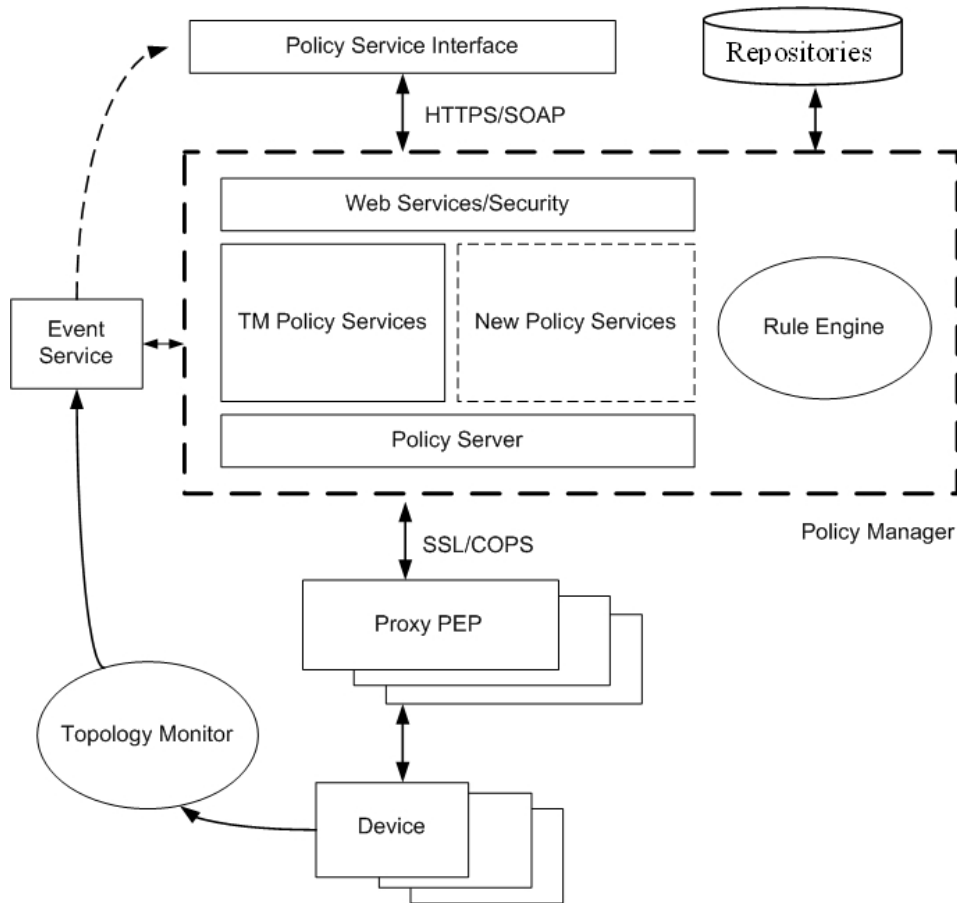 Policy Service Interface
Repositories
HTTPS/SOAP
Web Services/Security
TM Policy Services
New Policy Services
Rule Engine
Event
Service
Policy Server
Policy Manager
SSL/COPS
Proxy PEP
Topology Monitor
Device